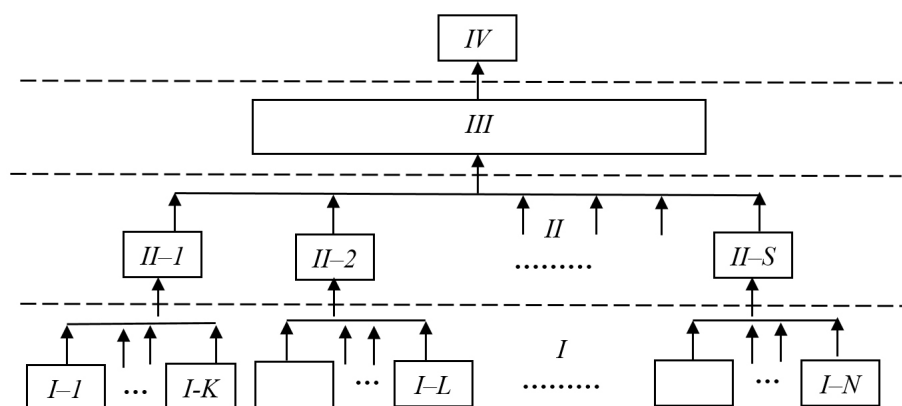 IV
III
II
II–1
II–2
.........
II–S
I
I–1
...
I-K
...
I–L
.........
...
I–N